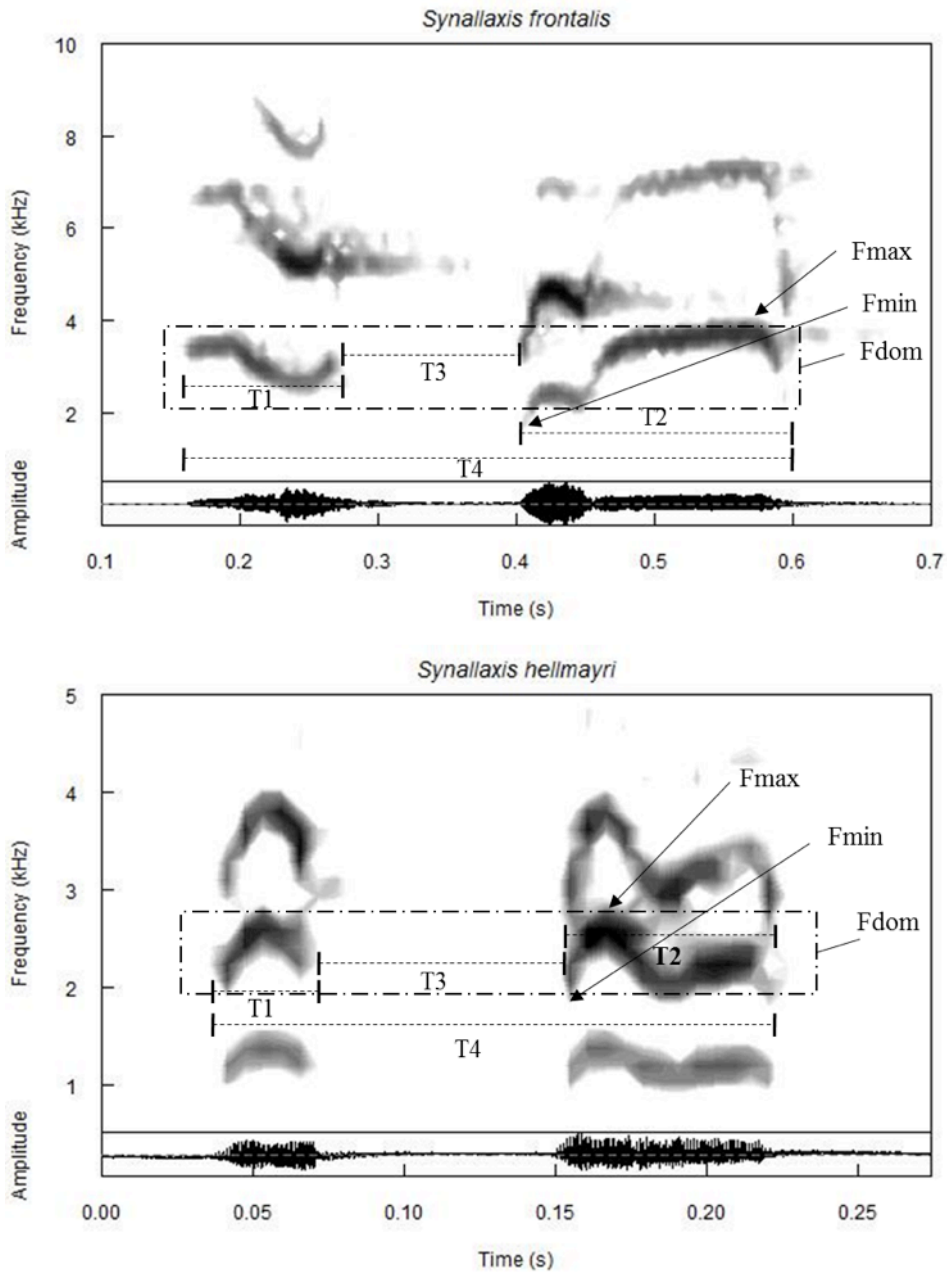 Synallaxis frontalis
10
8
6
4
2
Frequency (kHz)
Fmax
Fmin
Fdom
T1
T3
T2
T4
Amplitude
0.1 0.2 0.3 0.4 0.5 0.6 0.7
Time (s)
Synallaxis hellmayri
5
4
3
2
1
Frequency (kHz)
Fmax
Fmin
Fdom
T2
T3
T1
T4
Amplitude
0.00 0.05 0.10 0.15 0.20 0.25
Time (s)